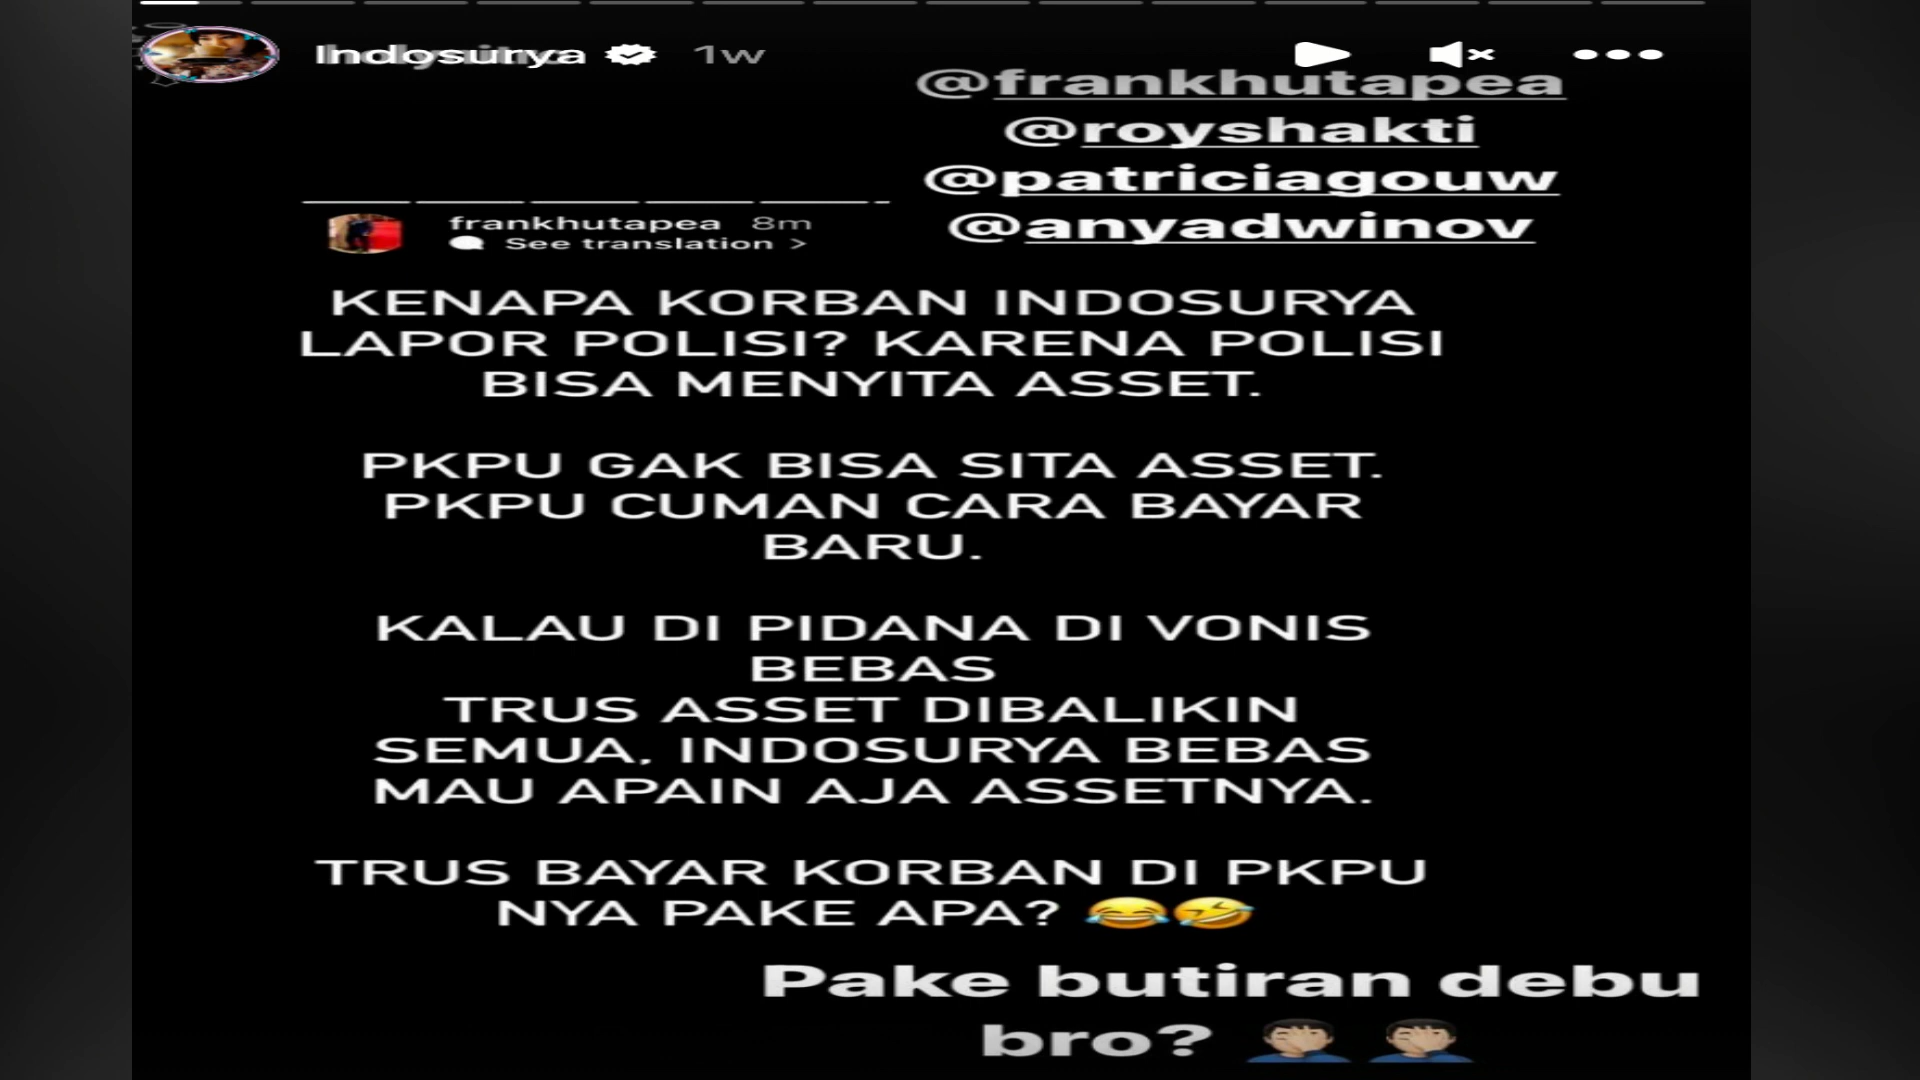 Indosurya 1w
@frankhutapea
@royshakti
@patriciagouw
@anyadwinov
frankhutapea 8m
See translation >
KENAPA KORBAN INDOSURYA
LAPOR POLISI? KARENA POLISI
BISA MENYITA ASSET.
PKPU GAK BISA SITA ASSET.
PKPU CUMAN CARA BAYAR
BARU.
KALAU DI PIDANA DI VONIS
BEBAS
TRUS ASSET DIBALIKIN
SEMUA, INDOSURYA BEBAS
MAU APAIN AJA ASSETNYA.
TRUS BAYAR KORBAN DI PKPU
NYA PAKE APA? 😂🤣
Pake butiran debu
bro? 🤦🏻‍♂️ 🤦🏻‍♂️